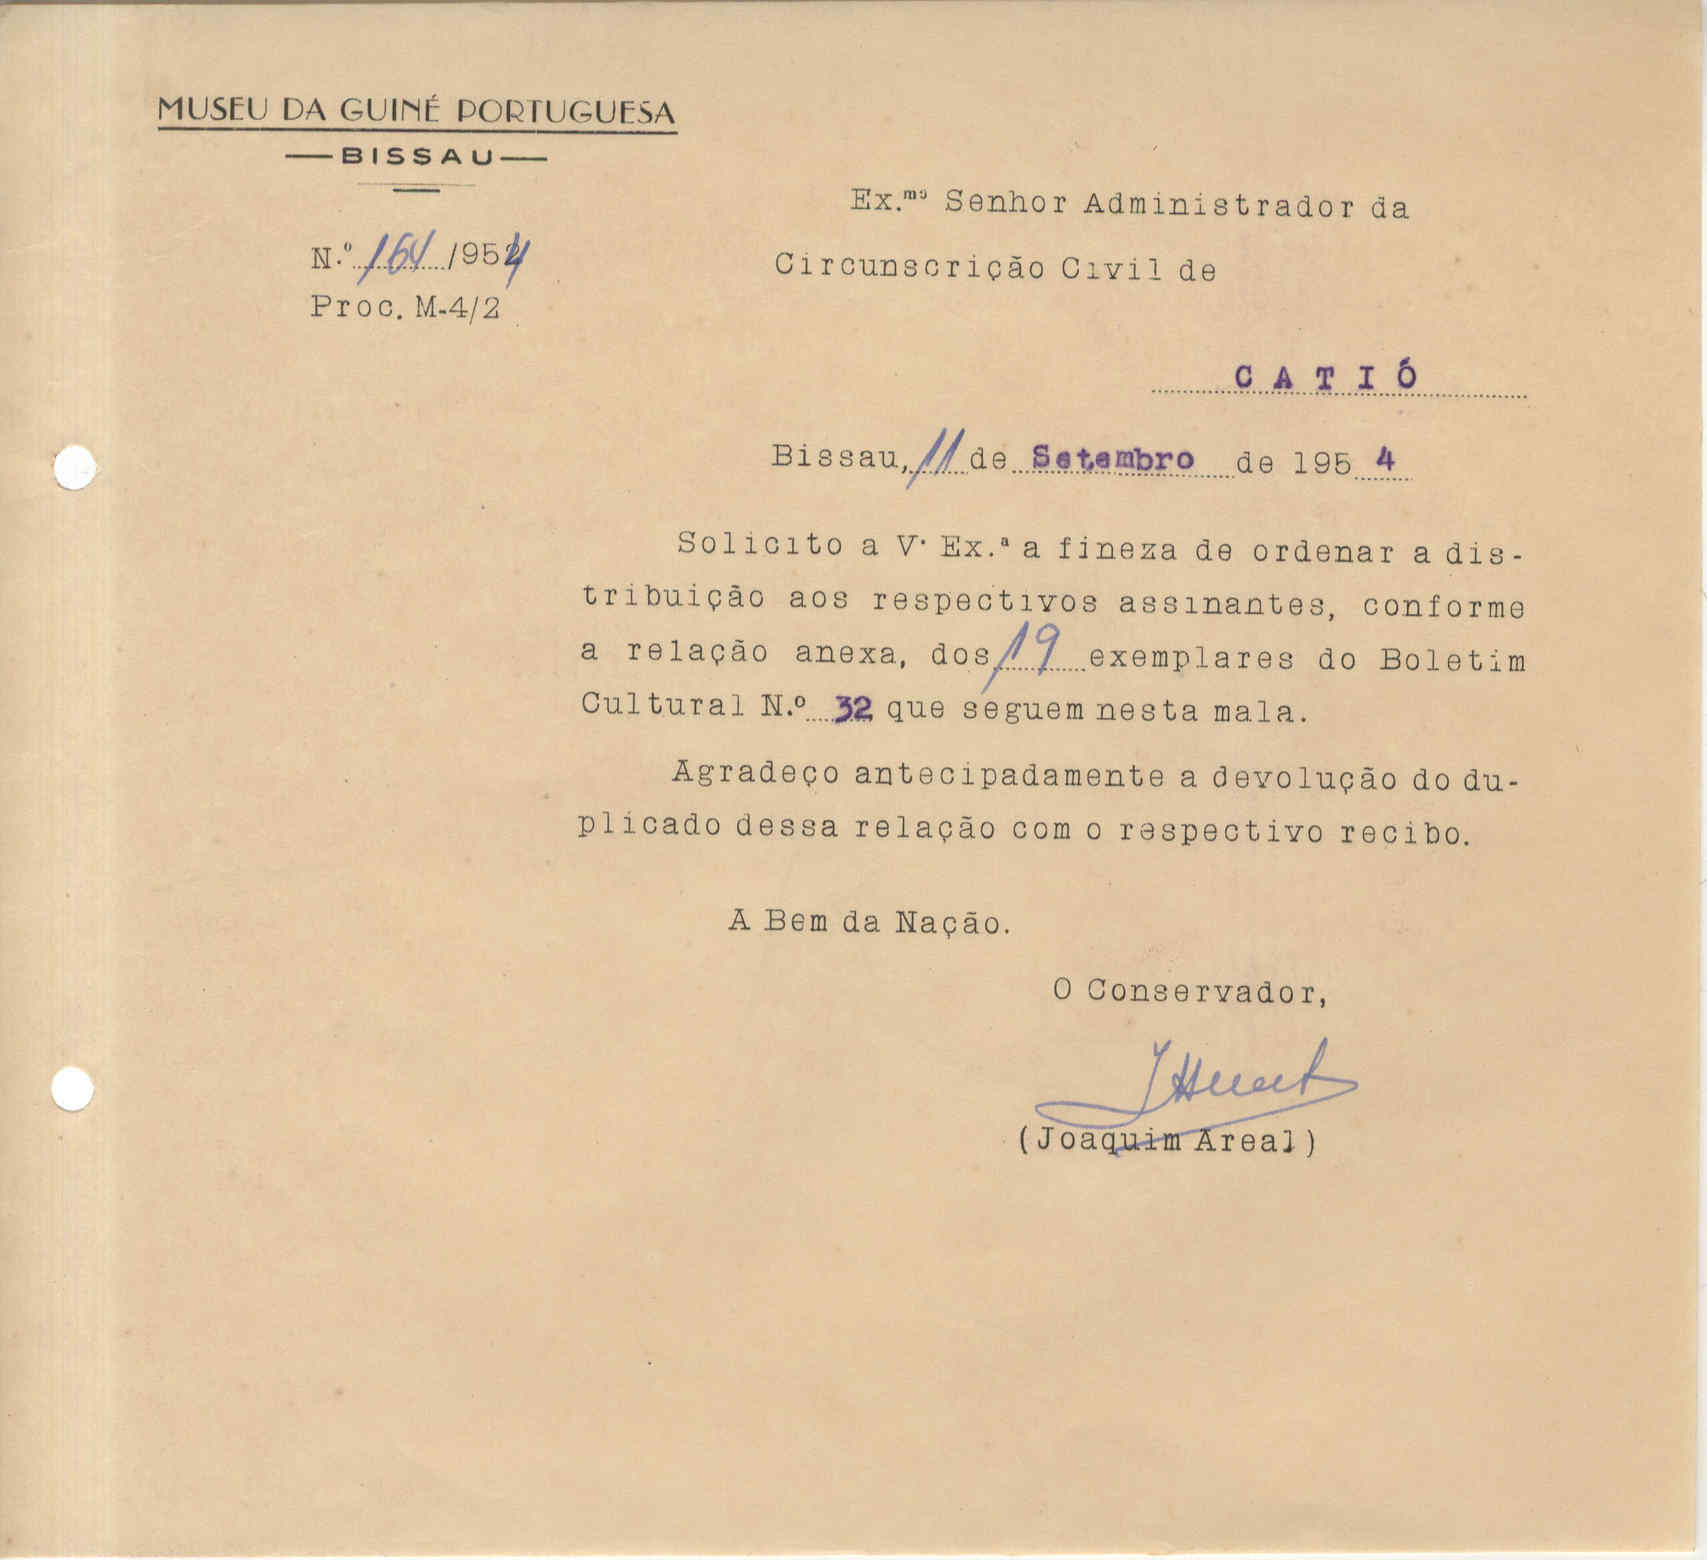 MUSEU DA GUINÉ PORTUGUESA
BISSAU
N.º 164 /954
Proc. M-4/2
Ex.mo Senhor Administrador da
Circunscrição Civil de
CATIÓ
Bissau, 11 de Setembro de 195 4
Solicito a V. Ex.ª a fineza de ordenar a dis-
tribuição aos respectivos assinantes, conforme
a relação anexa, dos 19 exemplares do Boletim
Cultural N.º 32 que seguem nesta mala.
Agradeço antecipadamente a devolução do du-
plicado dessa relação com o respectivo recibo.
A Bem da Nação.
O Conservador,
(Joaquim Areal)